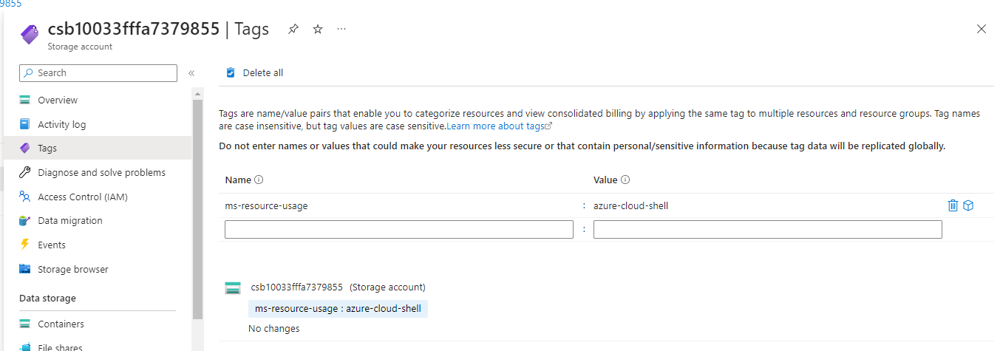 9855
csb10033fffa7379855 | Tags
Storage account
Search
«
Delete all
Overview
Activity log
Tags
Diagnose and solve problems
Access Control (IAM)
Data migration
Events
Storage browser
Data storage
Containers
File shares
Tags are name/value pairs that enable you to categorize resources and view consolidated billing by applying the same tag to multiple resources and resource groups. Tag names
are case insensitive, but tag values are case sensitive.Learn more about tags
Do not enter names or values that could make your resources less secure or that contain personal/sensitive information because tag data will be replicated globally.
Name Value
ms-resource-usage : azure-cloud-shell
:
csb10033fffa7379855 (Storage account)
ms-resource-usage : azure-cloud-shell
No changes